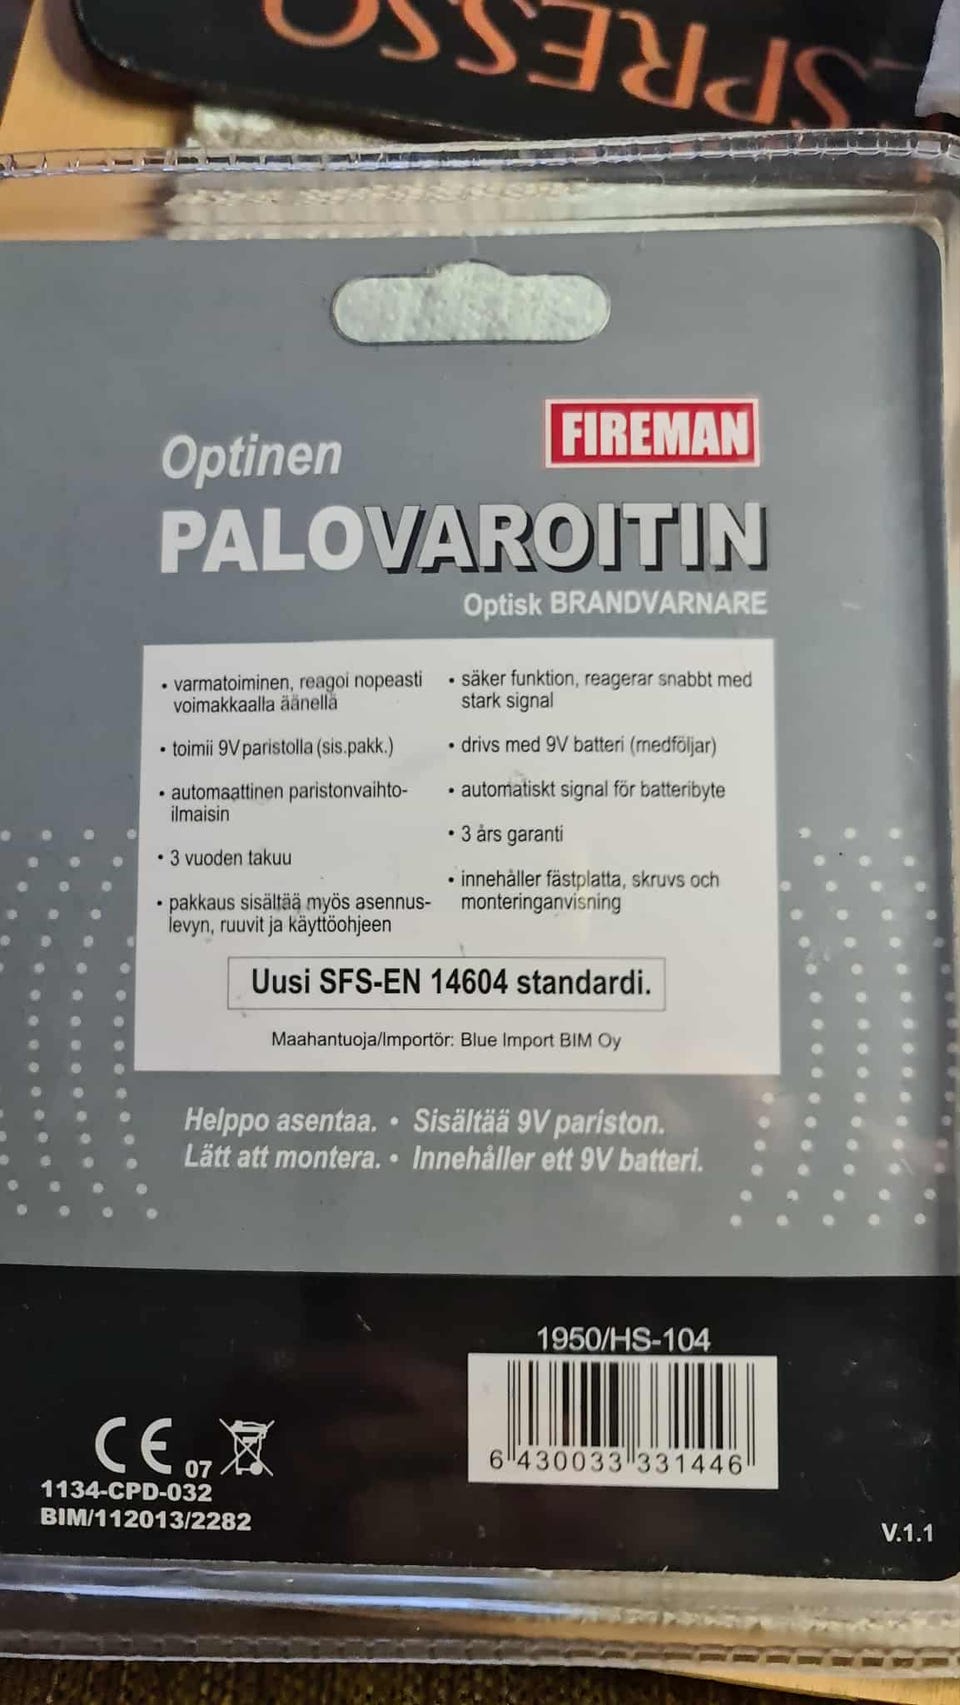 SPRESSO
FIREMAN
Optinen
PALOVAROITIN
Optisk BRANDVARNARE
• varmatoiminen, reagoi nopeasti
voimakkaalla äänellä
• toimii 9V paristolla (sis.pakk.)
• automaattinen paristonvaihto-
ilmaisin
• 3 vuoden takuu
• pakkaus sisältää myös asennus-
levyn, ruuvit ja käyttöohjeen
• säker funktion, reagerar snabbt med
stark signal
• drivs med 9V batteri (medföljar)
• automatiskt signal för batteribyte
• 3 års garanti
• innehåller fästplatta, skruvs och
monteringanvisning
Uusi SFS-EN 14604 standardi.
Maahantuoja/Importör: Blue Import BIM Oy
Helppo asentaa. • Sisältää 9V pariston.
Lätt att montera. • Innehåller ett 9V batteri.
1950/HS-104
6 430033 331446
CE 07
1134-CPD-032
BIM/112013/2282
V.1.1